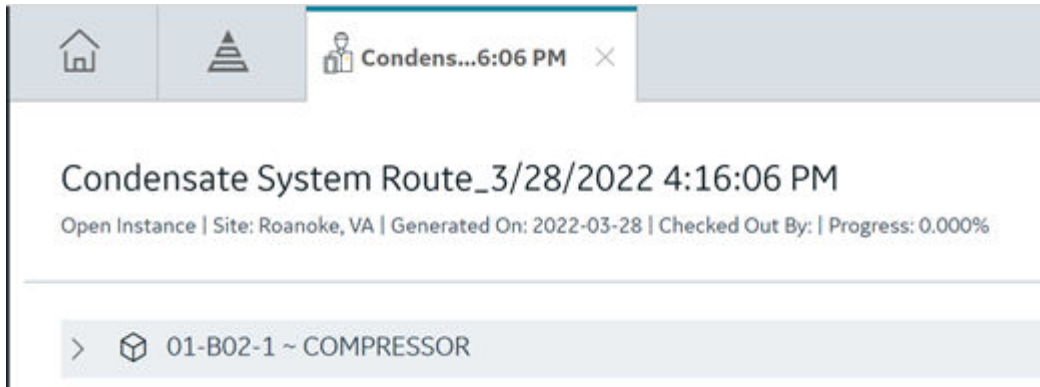 Condens...6:06 PM
Condensate System Route_3/28/2022 4:16:06 PM
Open Instance | Site: Roanoke, VA | Generated On: 2022-03-28 | Checked Out By: | Progress: 0.000%
01-B02-1 ~ COMPRESSOR